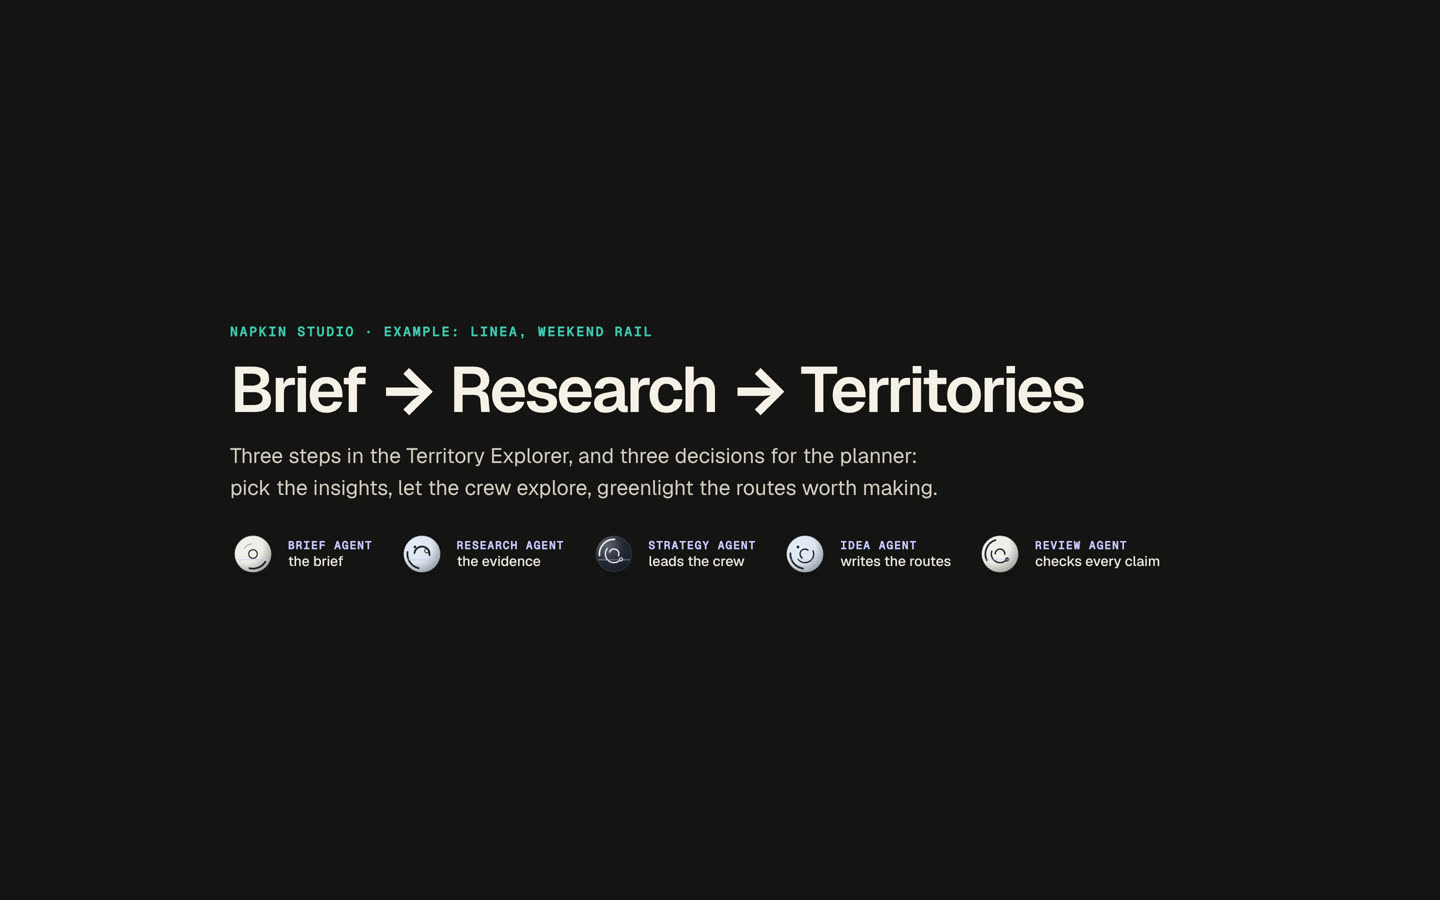 NAPKIN STUDIO · EXAMPLE: LINEA, WEEKEND RAIL
Brief → Research → Territories
Three steps in the Territory Explorer, and three decisions for the planner:
pick the insights, let the crew explore, greenlight the routes worth making.
BRIEF AGENT
the brief
RESEARCH AGENT
the evidence
STRATEGY AGENT
leads the crew
IDEA AGENT
writes the routes
REVIEW AGENT
checks every claim